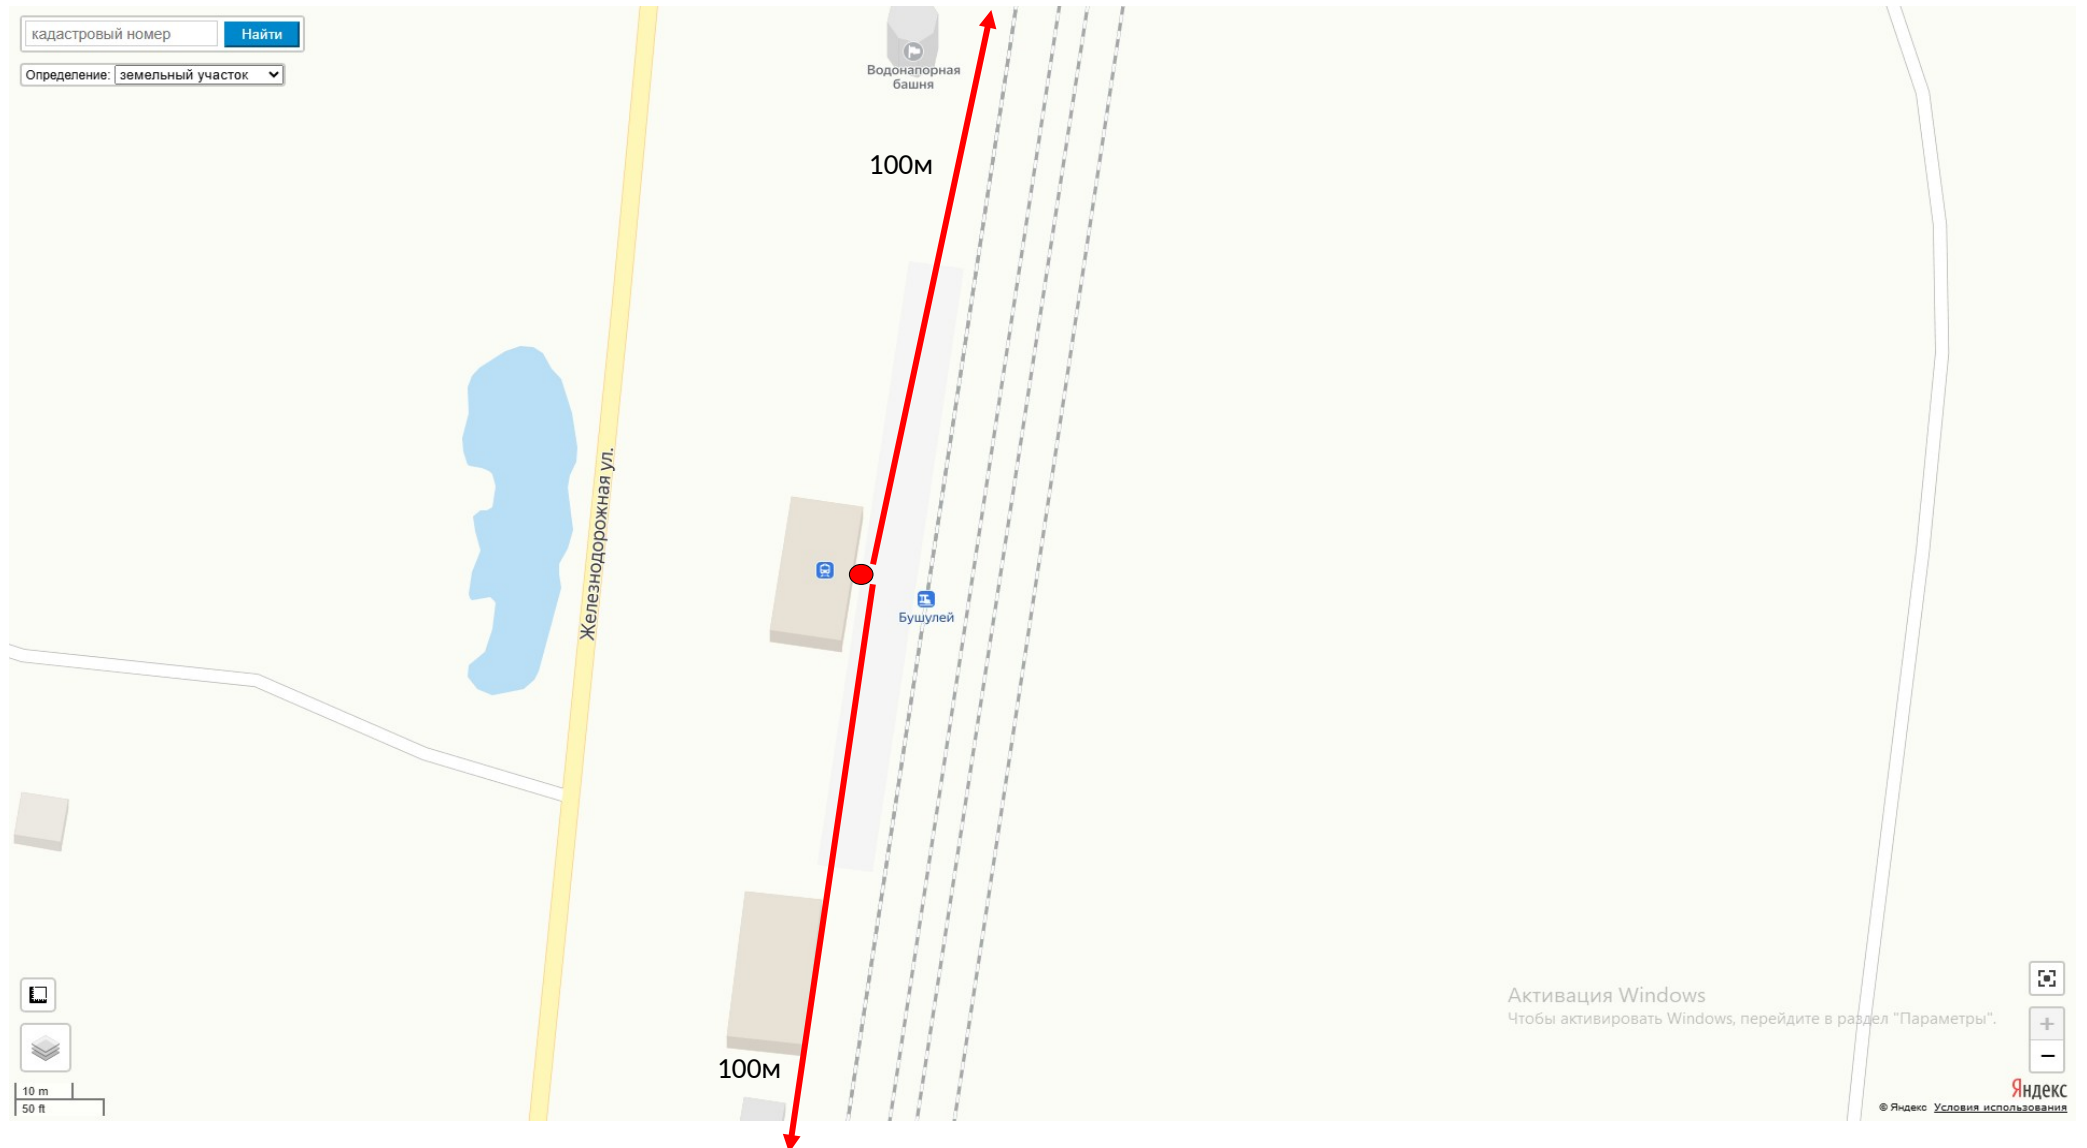 кадастровый номер
Найти
Определение: земельный участок
Водонапорная
башня
100м
Железнодорожная ул.
Бушулей
100м
Активация Windows
Чтобы активировать Windows, перейдите в раздел "Параметры".
+
−
10 m
50 ft
Яндекс
© Яндекс Условия использования